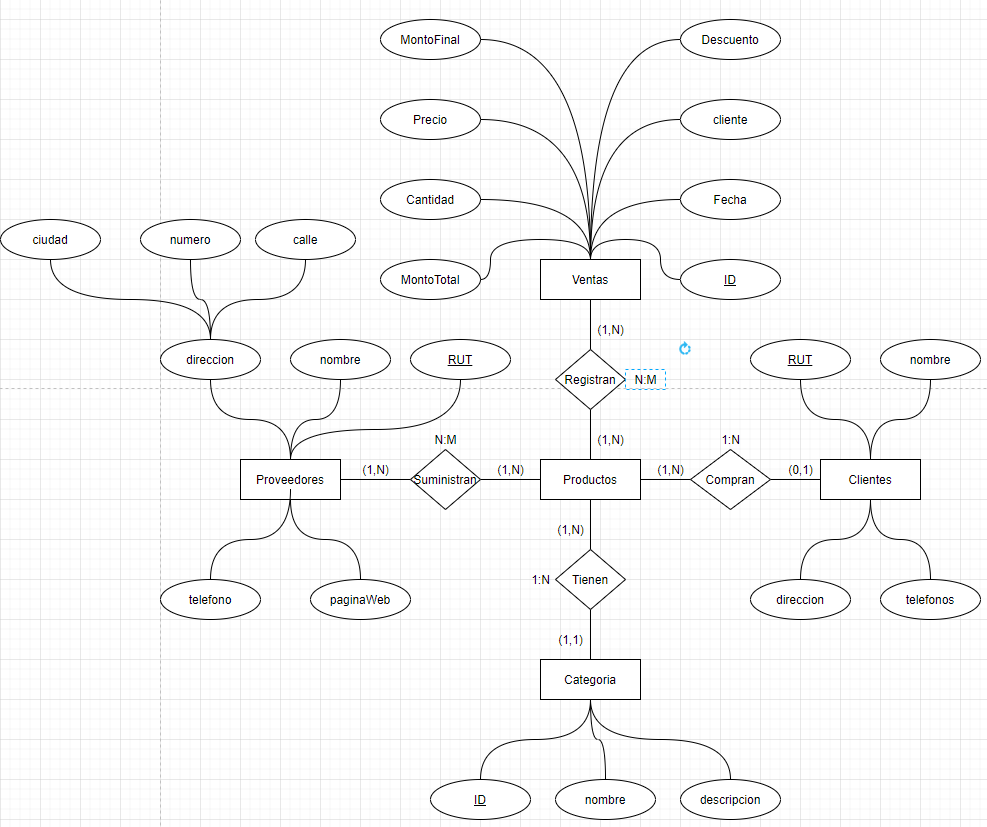 MontoFinal
Descuento
Precio
cliente
Cantidad
Fecha
ciudad
numero
calle
MontoTotal
Ventas
ID
(1,N)
direccion
nombre
RUT
Registran
N:M
RUT
nombre
N:M
(1,N)
1:N
(1,N)
(1,N)
(1,N)
(0,1)
Proveedores
Suministran
Productos
Compran
Clientes
(1,N)
1:N
Tienen
telefono
paginaWeb
direccion
telefonos
(1,1)
Categoria
ID
nombre
descripcion